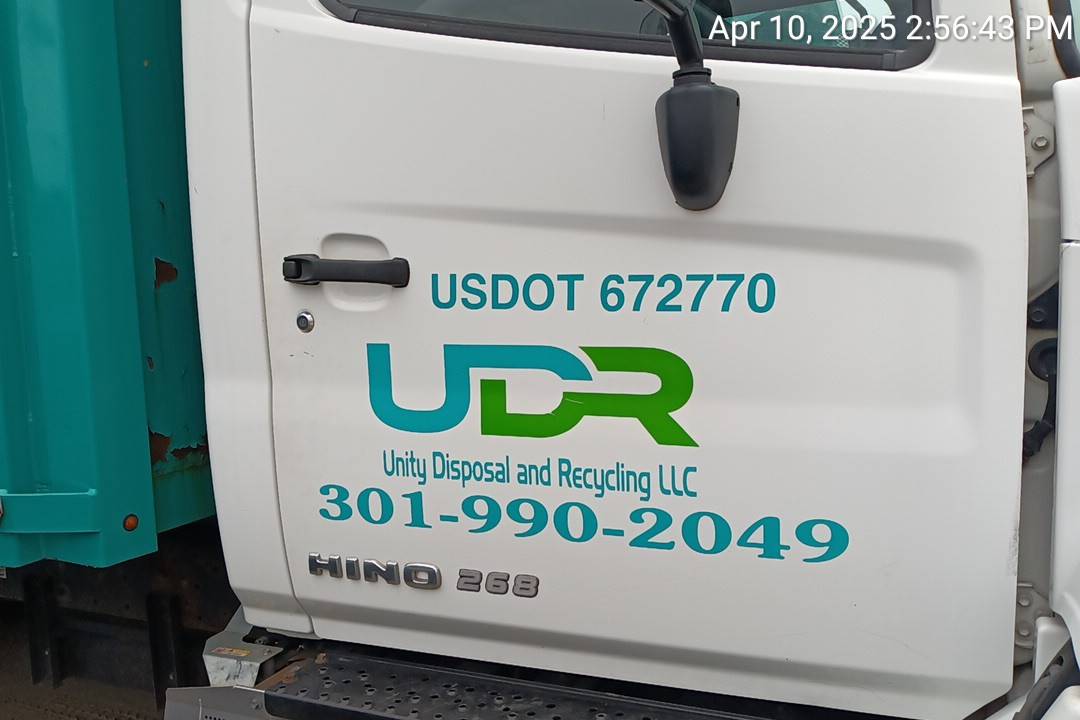 Apr 10, 2025 2:56:43 PM
USDOT 672770
UDR
Unity Disposal and Recycling LLC
301-990-2049
HINO 268